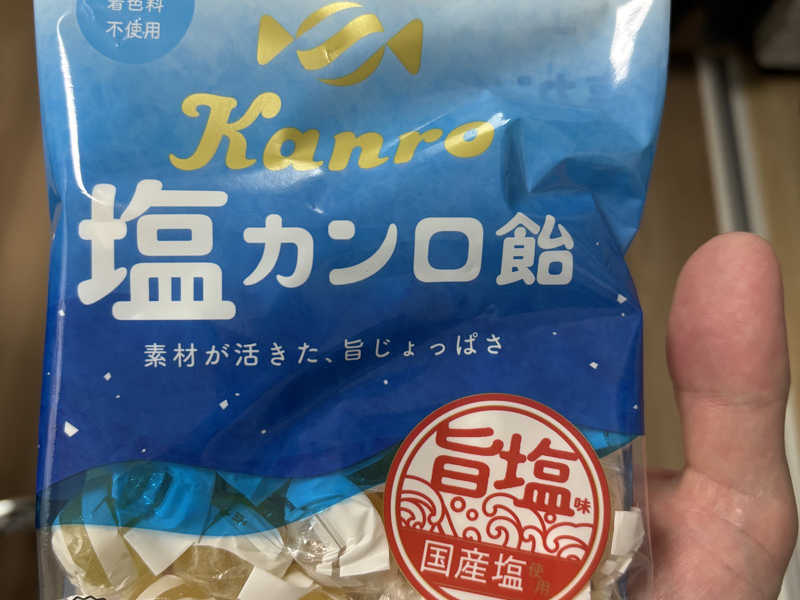 着色料
不使用
Kanro
塩カンロ飴
素材が活きた、旨じょっぱさ
旨塩味
国産塩使用